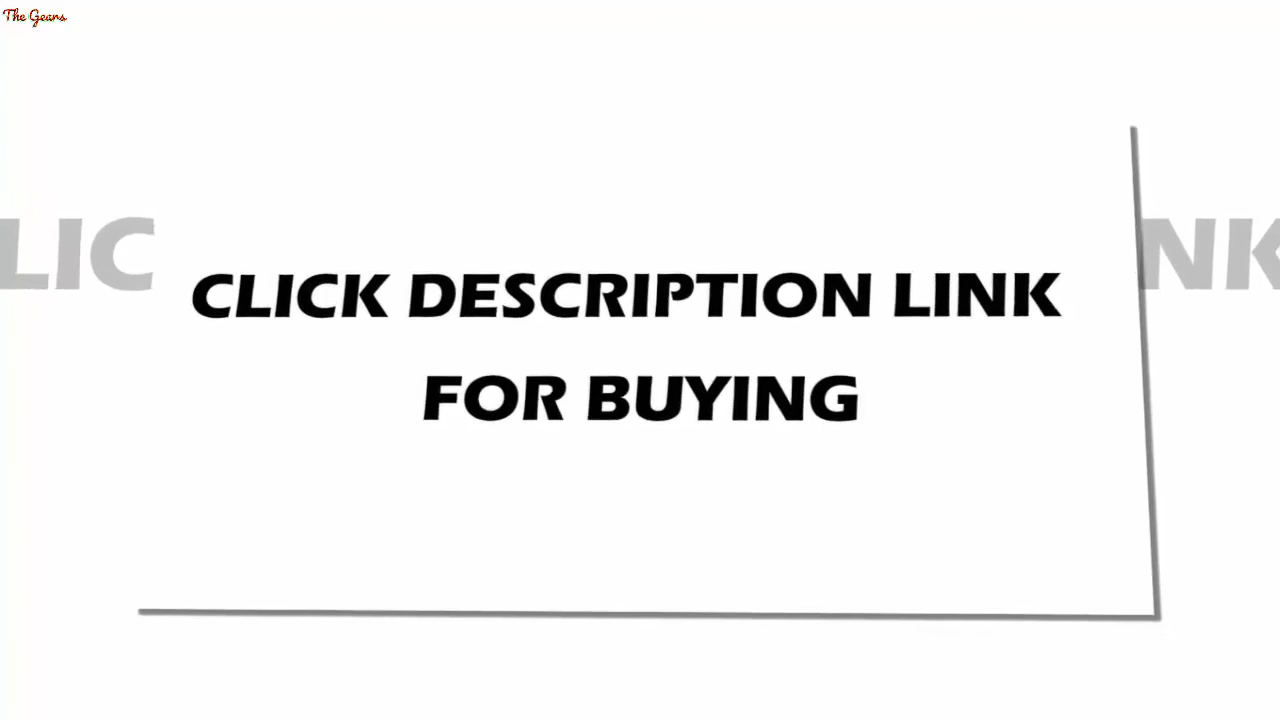 The Gears
LIC
NK
CLICK DESCRIPTION LINK
FOR BUYING